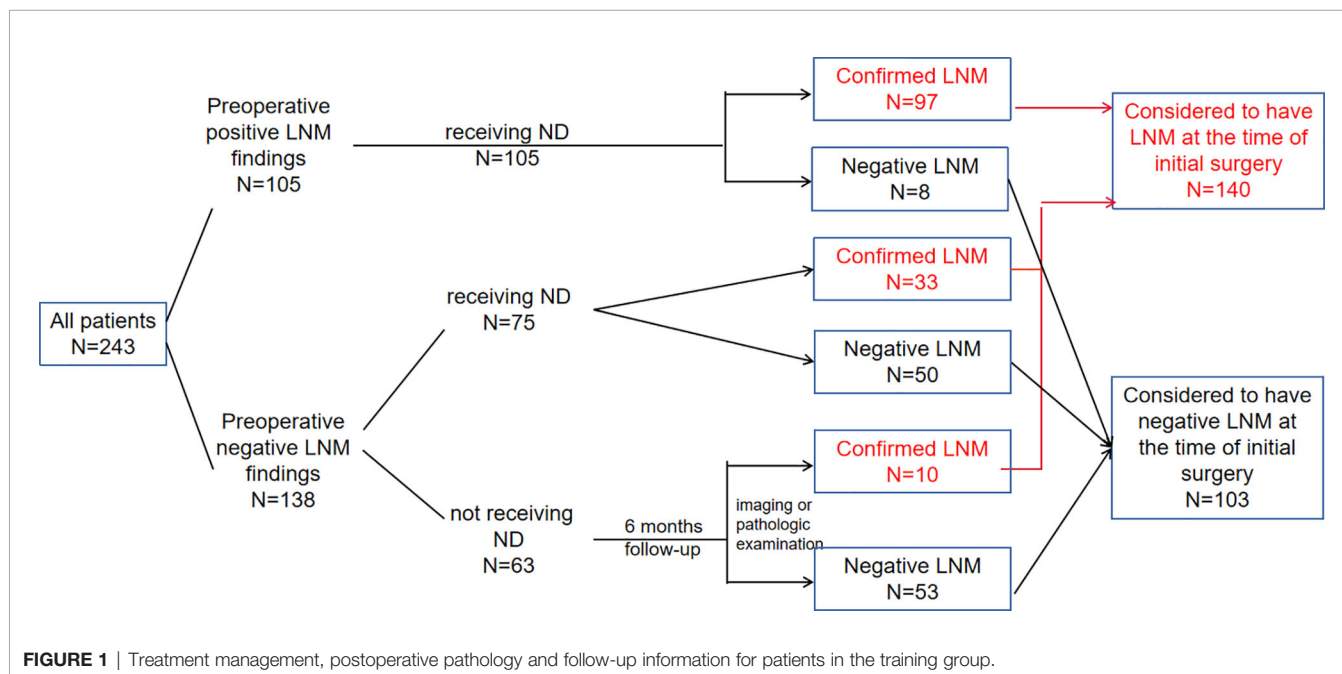 All patients
N=243
Preoperative
positive LNM
findings
N=105
receiving ND
N=105
Confirmed LNM
N=97
Negative LNM
N=8
Considered to have
LNM at the time of
initial surgery
N=140
Preoperative
negative LNM
findings
N=138
receiving ND
N=75
Confirmed LNM
N=33
Negative LNM
N=50
not receiving
ND
N=63
6 months
follow-up
imaging or
pathologic
examination
Confirmed LNM
N=10
Negative LNM
N=53
Considered to have
negative LNM at
the time of initial
surgery
N=103
FIGURE 1 | Treatment management, postoperative pathology and follow-up information for patients in the training group.